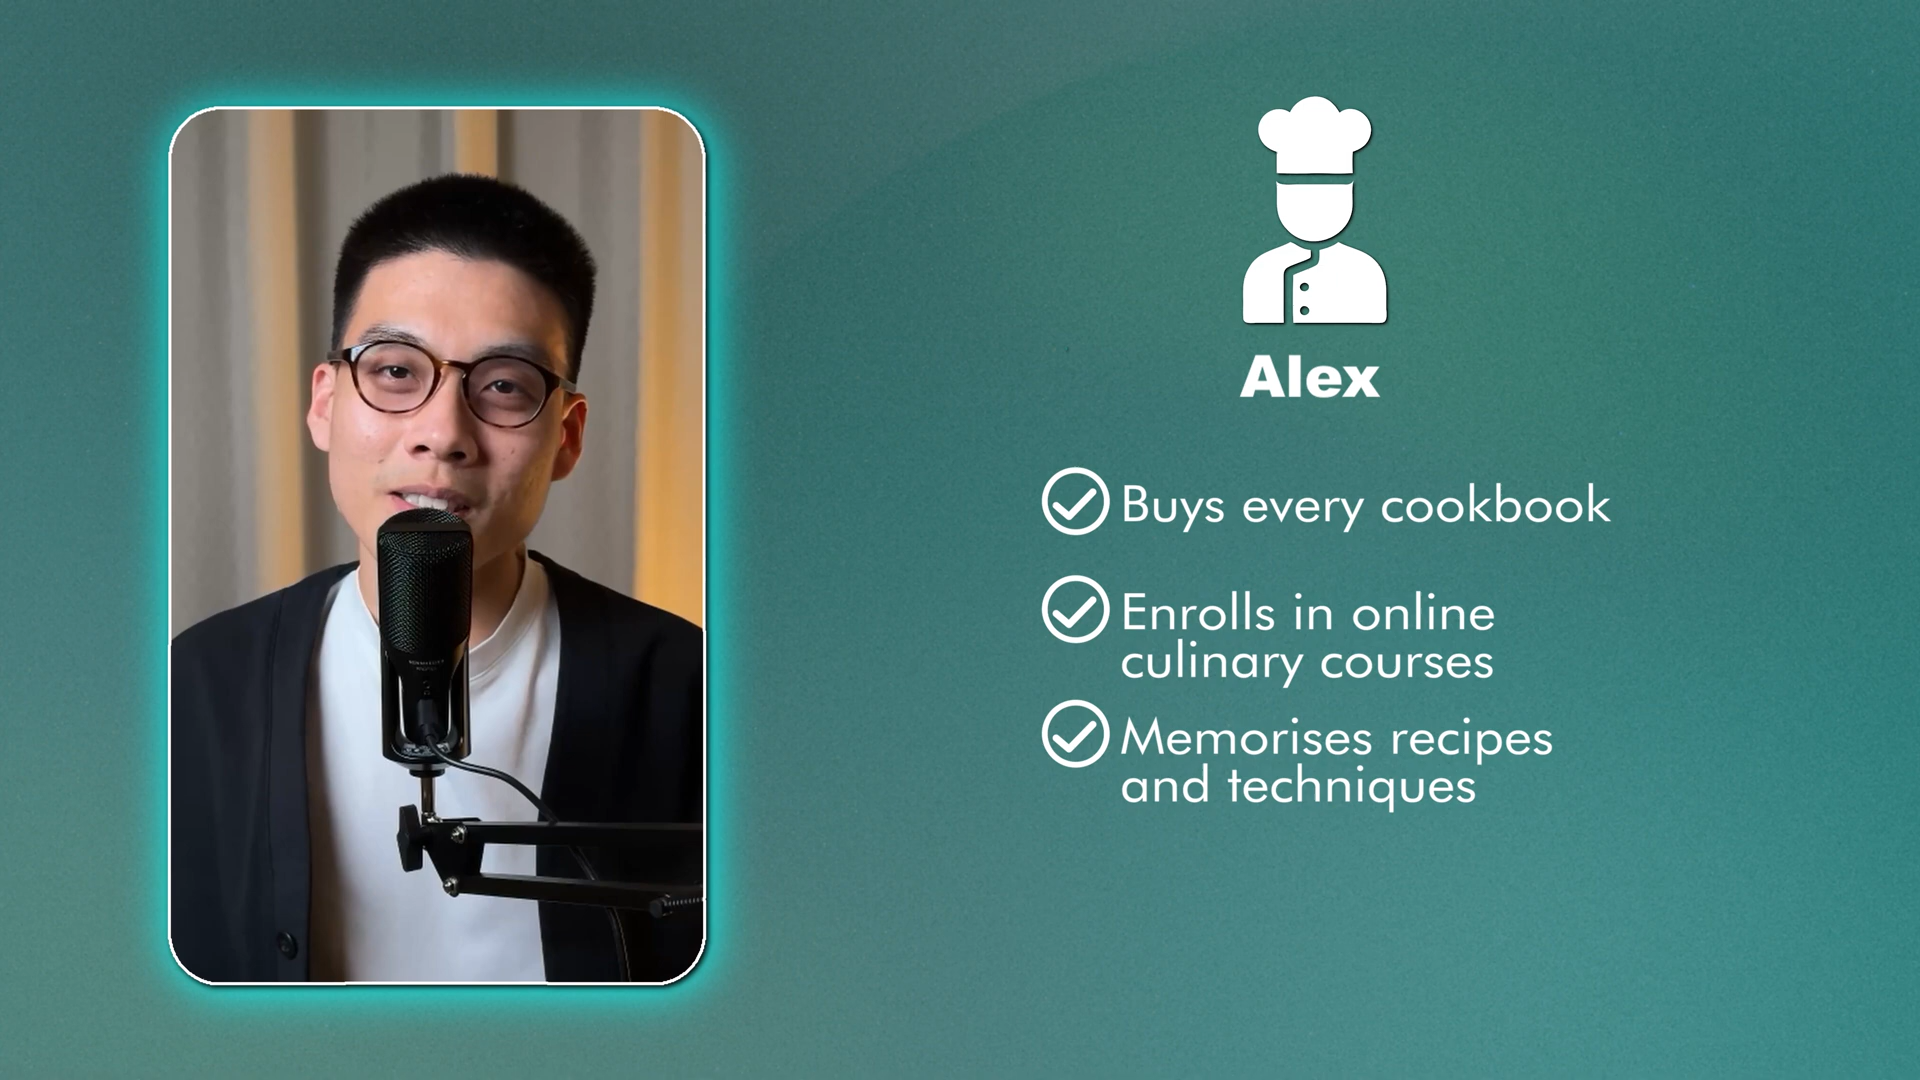 Alex
Buys every cookbook
Enrolls in online
culinary courses
Memorises recipes
and techniques